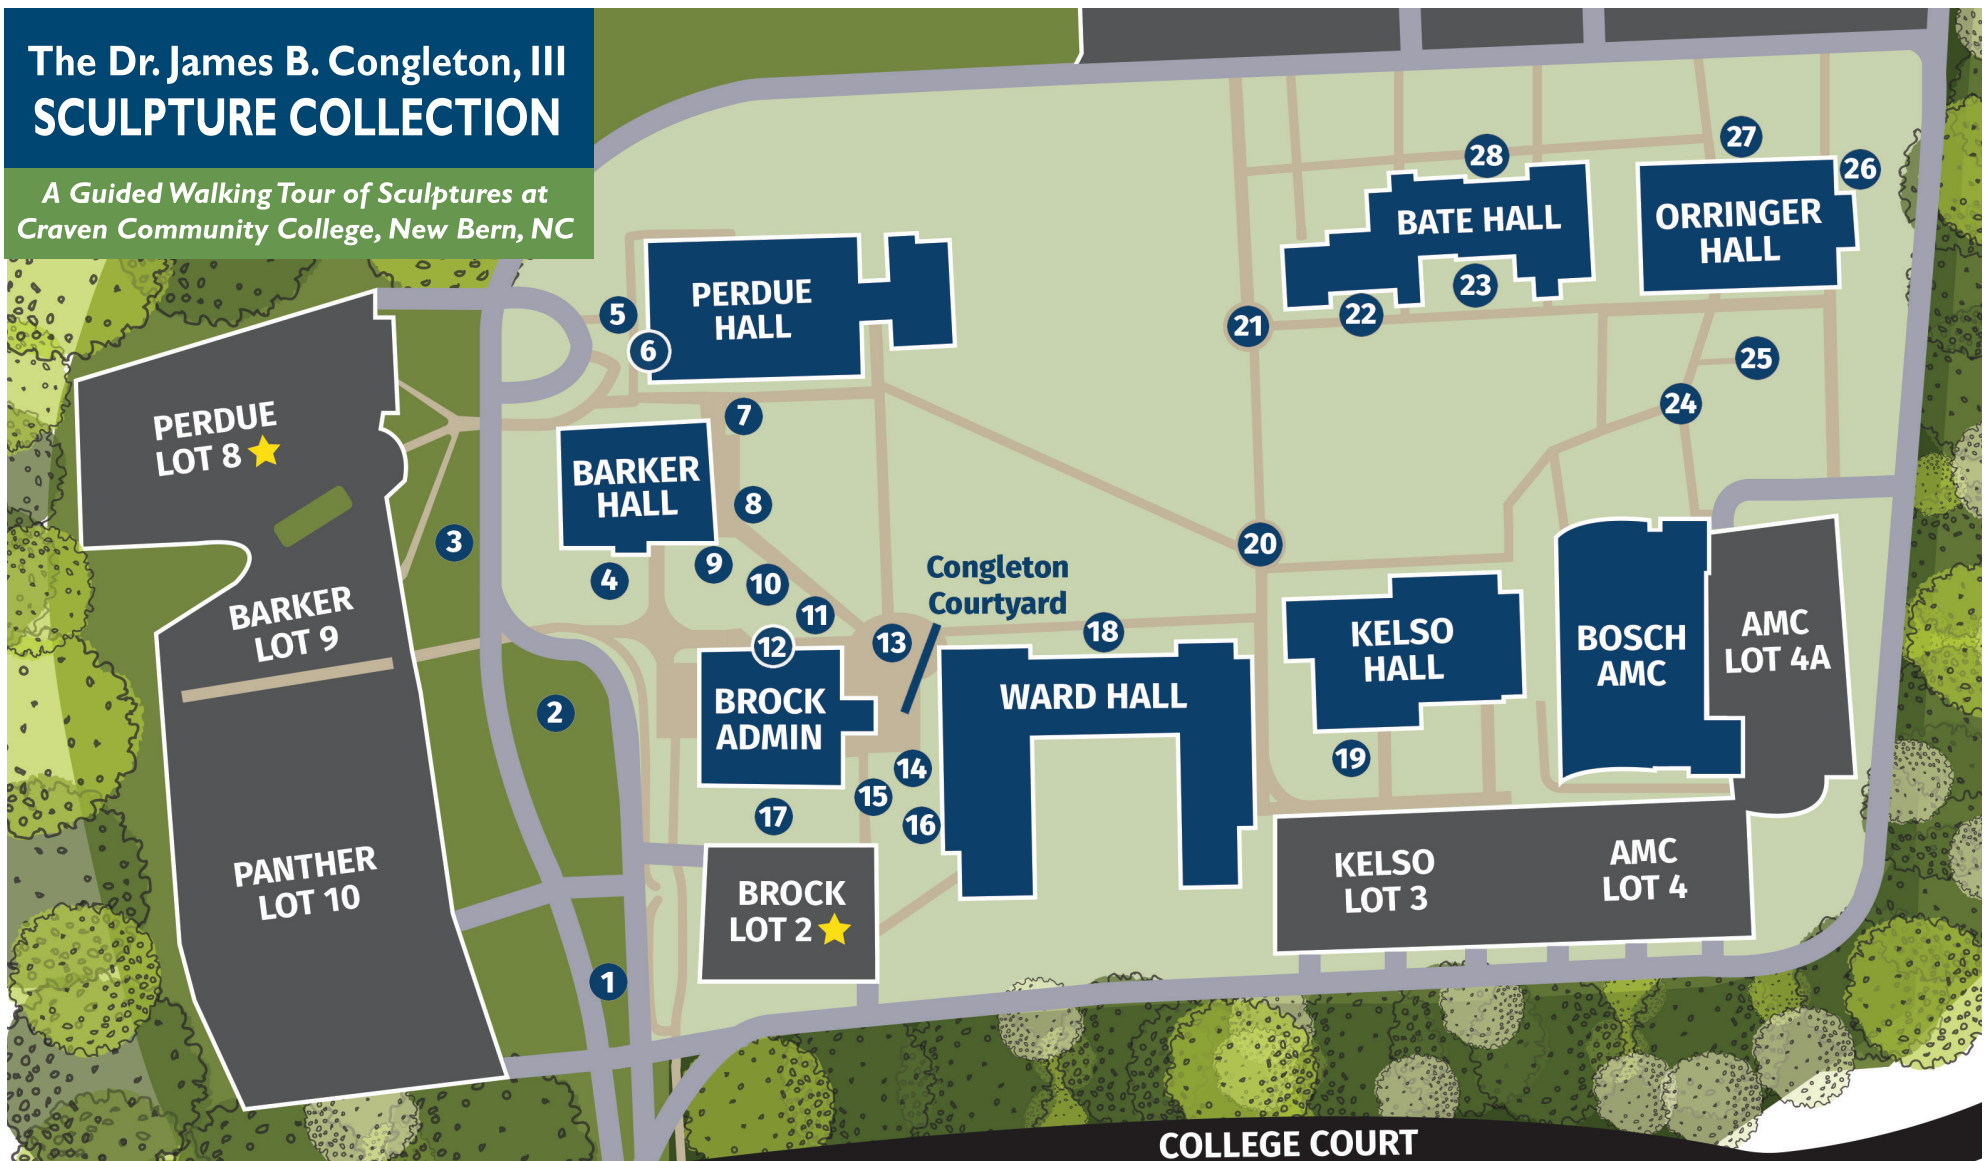 The Dr. James B. Congleton, III
SCULPTURE COLLECTION
A Guided Walking Tour of Sculptures at
Craven Community College, New Bern, NC
27
28
26
BATE HALL
ORRINGER
HALL
PERDUE
HALL
5
6
23
22
21
25
24
PERDUE
LOT 8
7
BARKER
HALL
8
3
4
9
10
11
12
13
20
Congleton
Courtyard
18
BARKER
LOT 9
2
BROCK
ADMIN
WARD HALL
KELSO
HALL
BOSCH
AMC
AMC
LOT 4A
19
14
15
16
17
PANTHER
LOT 10
BROCK
LOT 2
KELSO
LOT 3
AMC
LOT 4
1
COLLEGE COURT